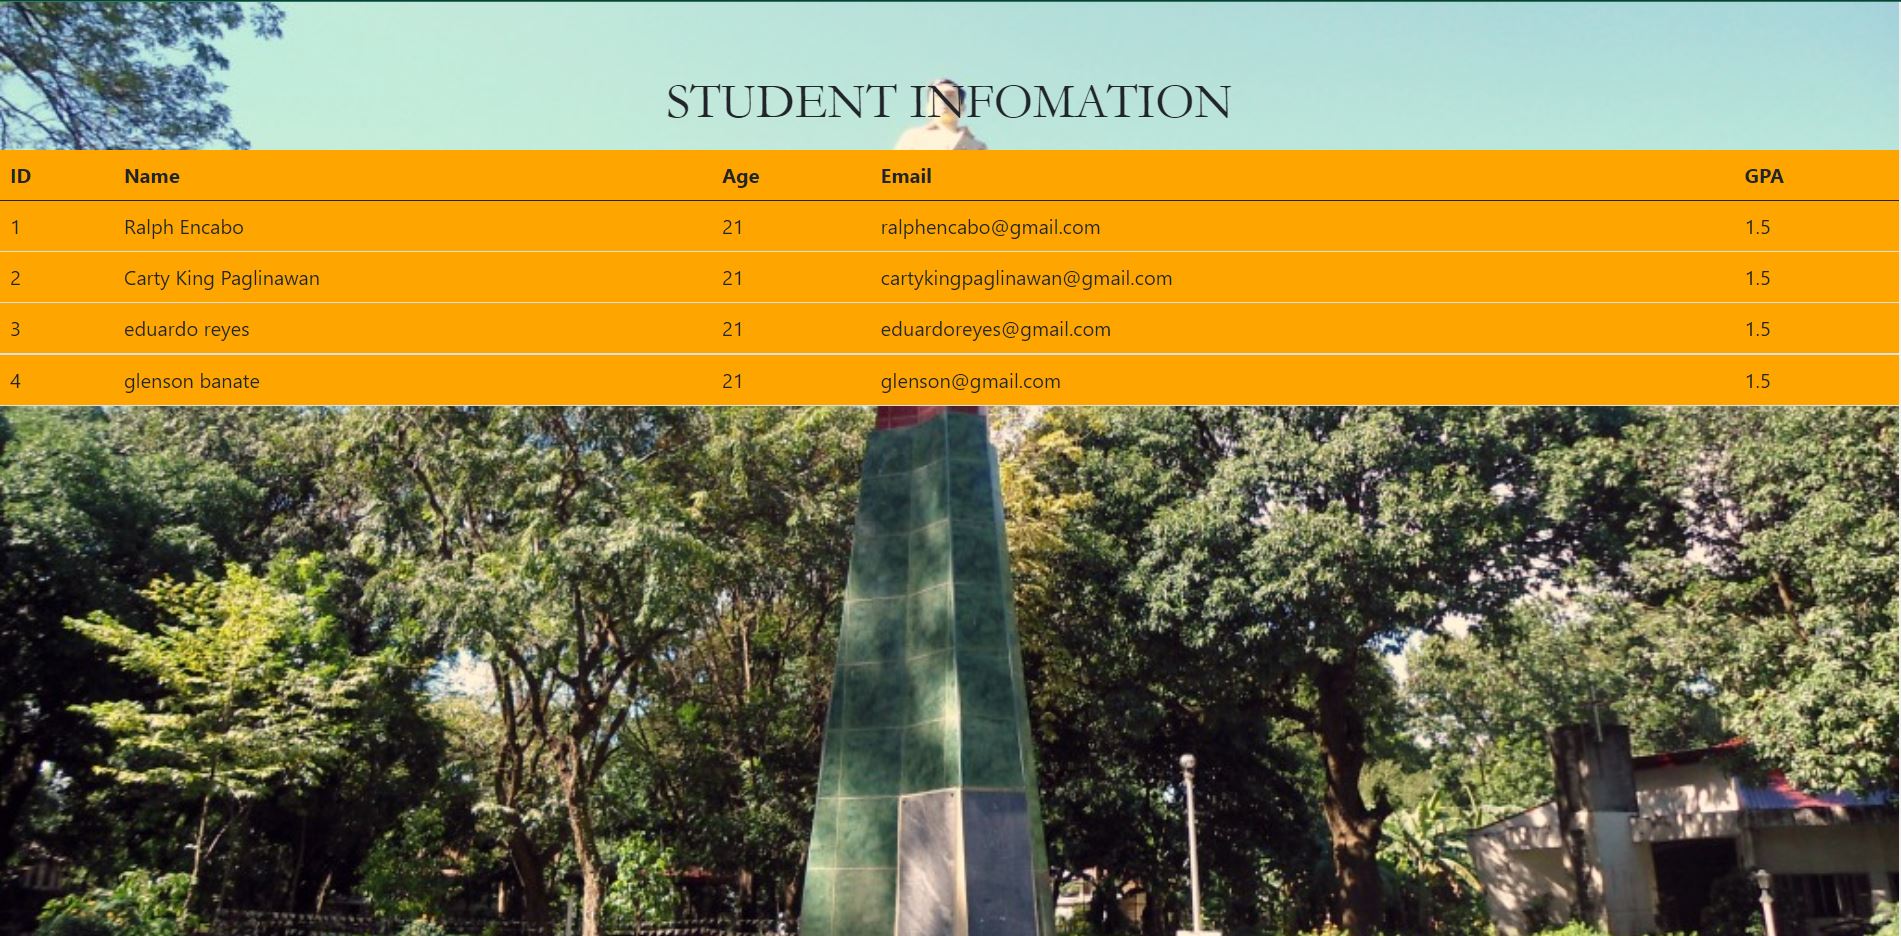 STUDENT INFOMATION
ID Name Age Email GPA
1 Ralph Encabo 21 ralphencabo@gmail.com 1.5
2 Carty King Paglinawan 21 cartykingpaglinawan@gmail.com 1.5
3 eduardo reyes 21 eduardoreyes@gmail.com 1.5
4 glenson banate 21 glenson@gmail.com 1.5